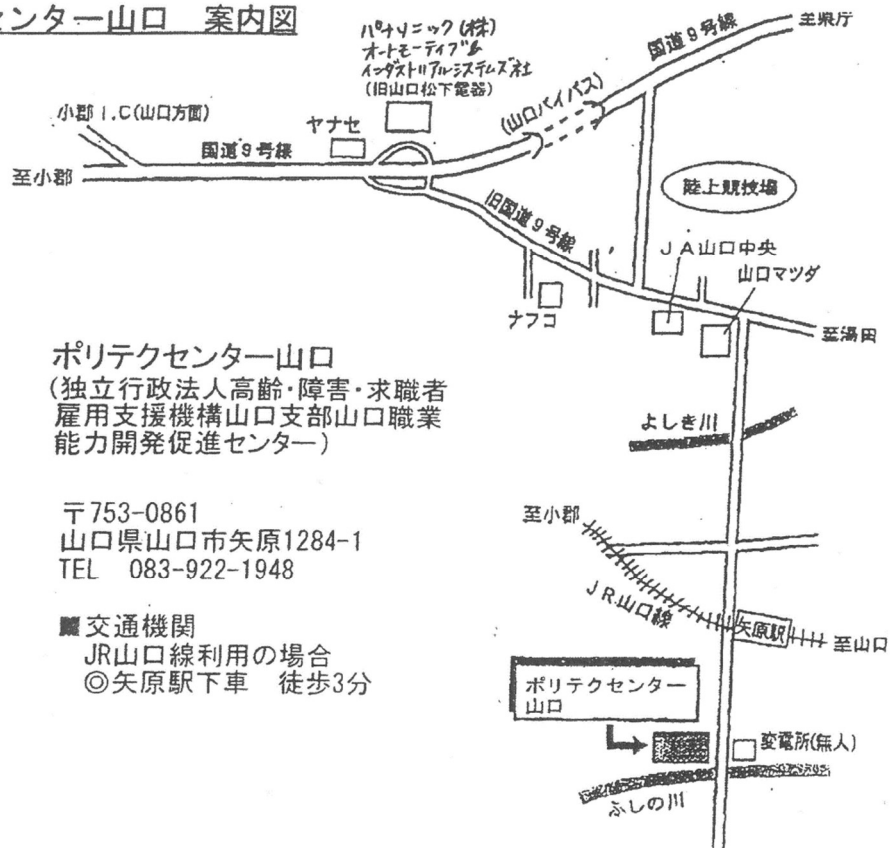 センター山口　案内図
パナソニック(株)
オートモーティブ&
インダストリアルシステムズ社
(旧山口松下電器)
国道9号線
至県庁
(山口バイパス)
小郡I.C(山口方面)
ヤナセ
国道9号線
至小郡
陸上競技場
旧国道9号線
JA山口中央
山口マツダ
ナフコ
至湯田
ポリテクセンター山口
(独立行政法人高齢・障害・求職者
雇用支援機構山口支部山口職業
能力開発促進センター)
よしき川
〒753-0861
山口県山口市矢原1284-1
TEL　083-922-1948
至小郡
JR山口線
矢原駅
至山口
■交通機関
JR山口線利用の場合
◎矢原駅下車　徒歩3分
ポリテクセンター
山口
変電所(無人)
ふしの川